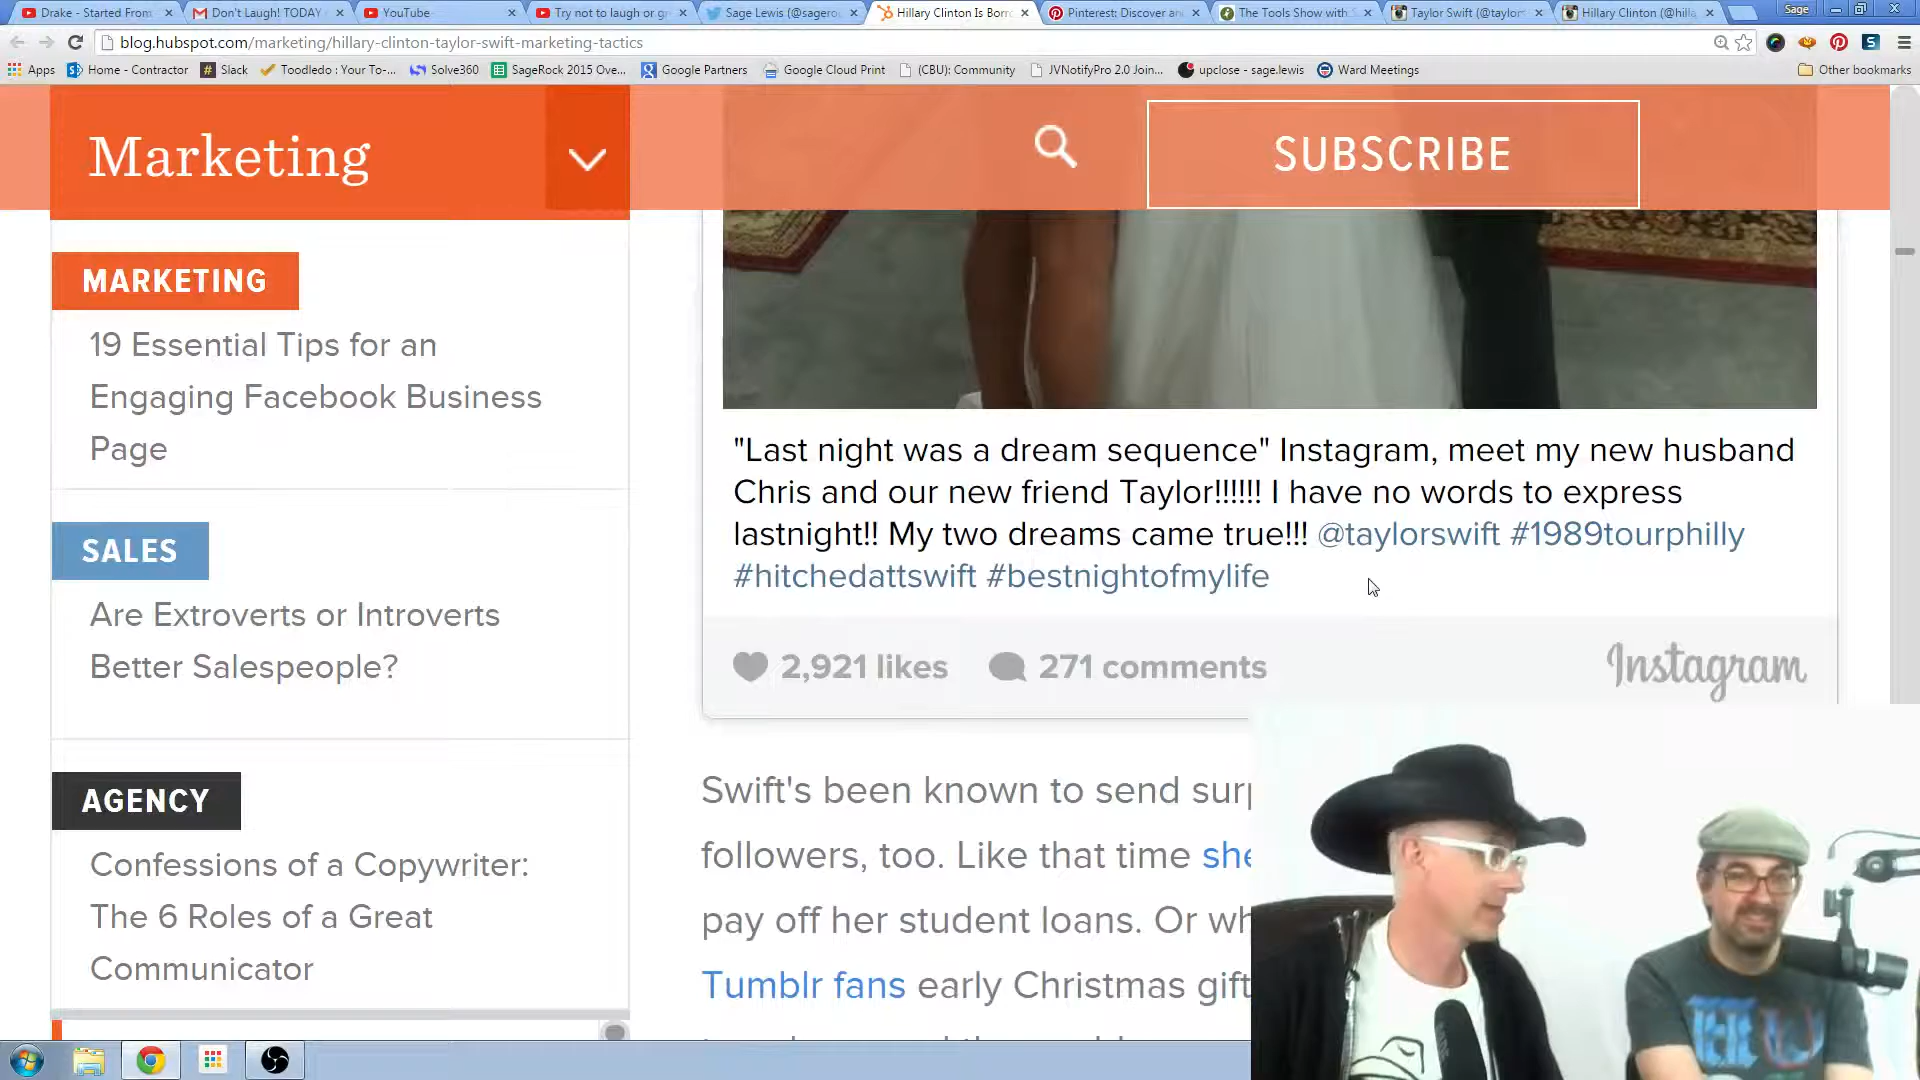 Drake - Started From
Don't Laugh! TODAY
YouTube
Try not to laugh or g
Sage Lewis (@sagero
Hillary Clinton Is Borr
Pinterest: Discover an
The Tools Show with S
Taylor Swift (@taylor
Hillary Clinton (@hilla
Sage
blog.hubspot.com/marketing/hillary-clinton-taylor-swift-marketing-tactics
Apps
Home - Contractor
Slack
Toodledo : Your To-...
Solve360
SageRock 2015 Ove...
Google Partners
Google Cloud Print
(CBU): Community
JVNotifyPro 2.0 Join...
upclose - sage.lewis
Ward Meetings
Other bookmarks
Marketing
SUBSCRIBE
MARKETING
19 Essential Tips for an
Engaging Facebook Business
Page
SALES
Are Extroverts or Introverts
Better Salespeople?
AGENCY
Confessions of a Copywriter:
The 6 Roles of a Great
Communicator
"Last night was a dream sequence" Instagram, meet my new husband
Chris and our new friend Taylor!!!!!! I have no words to express
lastnight!! My two dreams came true!!! @taylorswift #1989tourphilly
#hitchedattswift #bestnightofmylife
2,921 likes
271 comments
Instagram
Swift's been known to send sur
followers, too. Like that time she
pay off her student loans. Or wh
Tumblr fans early Christmas gift